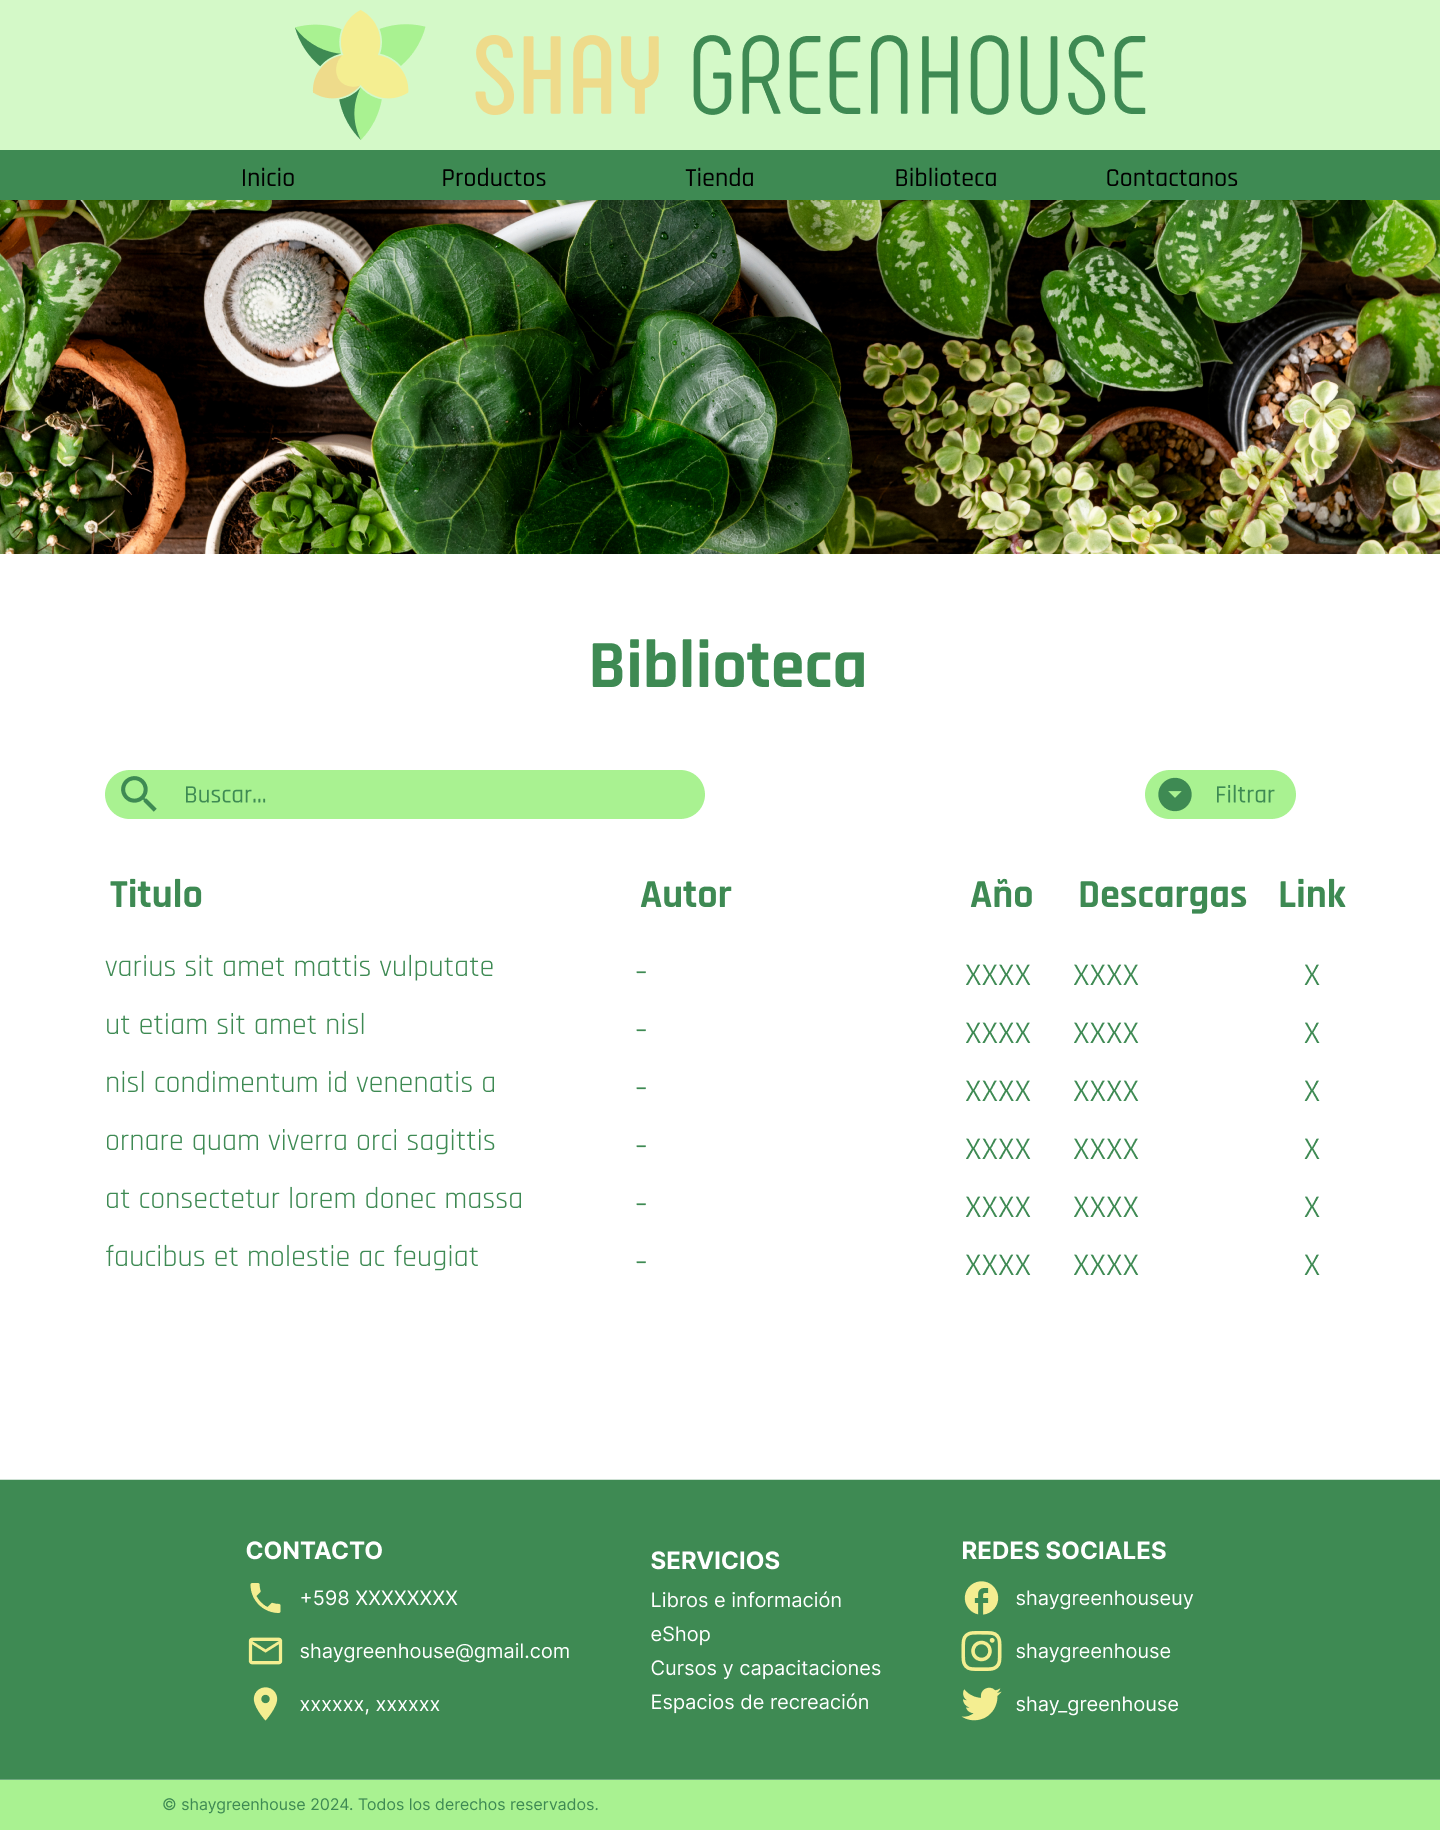 SHAY GREENHOUSE
Inicio Productos Tienda Biblioteca Contactanos
Biblioteca
Buscar... Filtrar
Titulo Autor Año Descargas Link
varius sit amet mattis vulputate - XXXX XXXX X
ut etiam sit amet nisl - XXXX XXXX X
nisl condimentum id venenatis a - XXXX XXXX X
ornare quam viverra orci sagittis - XXXX XXXX X
at consectetur lorem donec massa - XXXX XXXX X
faucibus et molestie ac feugiat - XXXX XXXX X
CONTACTO
+598 XXXXXXXX
shaygreenhouse@gmail.com
xxxxxx, xxxxxx
SERVICIOS
Libros e información
eShop
Cursos y capacitaciones
Espacios de recreación
REDES SOCIALES
shaygreenhouseuy
shaygreenhouse
shay_greenhouse
© shaygreenhouse 2024. Todos los derechos reservados.